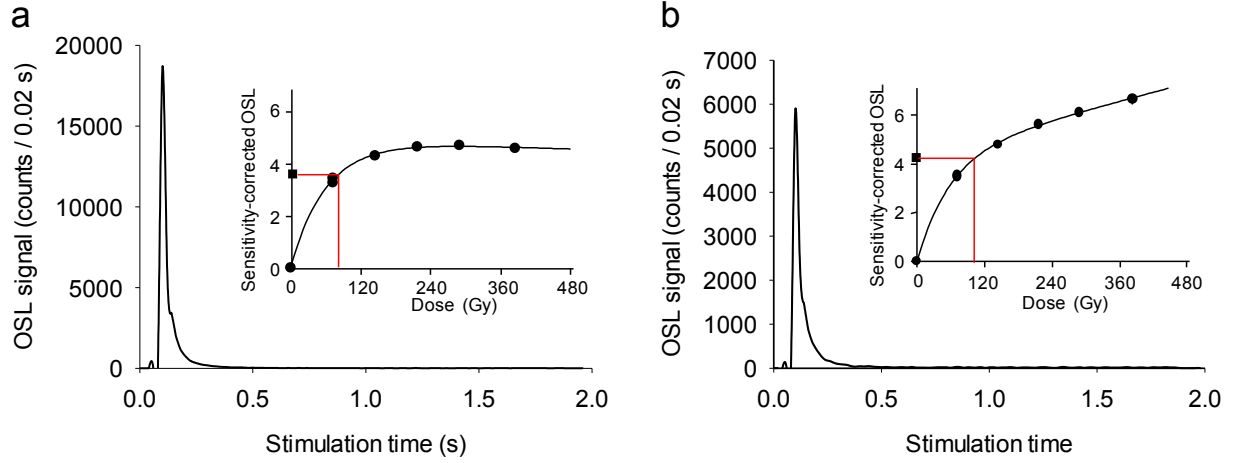 a
OSL signal (counts / 0.02 s)
20000
15000
10000
5000
0
0.0 0.5 1.0 1.5 2.0
Stimulation time (s)
Sensitivity-corrected OSL
6
4
2
0
0 120 240 360 480
Dose (Gy)
b
OSL signal (counts / 0.02 s)
7000
6000
5000
4000
3000
2000
1000
0
0.0 0.5 1.0 1.5 2.0
Stimulation time
Sensitivity-corrected OSL
6
4
2
0
0 120 240 360 480
Dose (Gy)